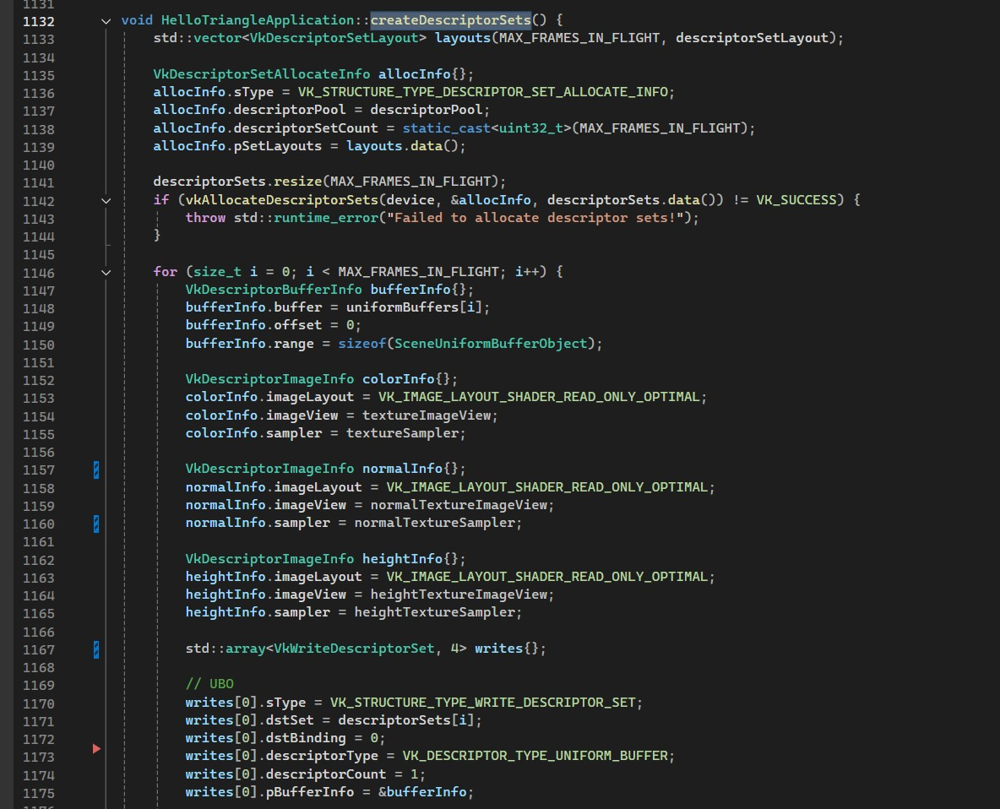 1131
1132 void HelloTriangleApplication::createDescriptorSets() {
1133 std::vector<VkDescriptorSetLayout> layouts(MAX_FRAMES_IN_FLIGHT, descriptorSetLayout);
1134
1135 VkDescriptorSetAllocateInfo allocInfo{};
1136 allocInfo.sType = VK_STRUCTURE_TYPE_DESCRIPTOR_SET_ALLOCATE_INFO;
1137 allocInfo.descriptorPool = descriptorPool;
1138 allocInfo.descriptorSetCount = static_cast<uint32_t>(MAX_FRAMES_IN_FLIGHT);
1139 allocInfo.pSetLayouts = layouts.data();
1140
1141 descriptorSets.resize(MAX_FRAMES_IN_FLIGHT);
1142 if (vkAllocateDescriptorSets(device, &allocInfo, descriptorSets.data()) != VK_SUCCESS) {
1143 throw std::runtime_error("Failed to allocate descriptor sets!");
1144 }
1145
1146 for (size_t i = 0; i < MAX_FRAMES_IN_FLIGHT; i++) {
1147 VkDescriptorBufferInfo bufferInfo{};
1148 bufferInfo.buffer = uniformBuffers[i];
1149 bufferInfo.offset = 0;
1150 bufferInfo.range = sizeof(SceneUniformBufferObject);
1151
1152 VkDescriptorImageInfo colorInfo{};
1153 colorInfo.imageLayout = VK_IMAGE_LAYOUT_SHADER_READ_ONLY_OPTIMAL;
1154 colorInfo.imageView = textureImageView;
1155 colorInfo.sampler = textureSampler;
1156
1157 VkDescriptorImageInfo normalInfo{};
1158 normalInfo.imageLayout = VK_IMAGE_LAYOUT_SHADER_READ_ONLY_OPTIMAL;
1159 normalInfo.imageView = normalTextureImageView;
1160 normalInfo.sampler = normalTextureSampler;
1161
1162 VkDescriptorImageInfo heightInfo{};
1163 heightInfo.imageLayout = VK_IMAGE_LAYOUT_SHADER_READ_ONLY_OPTIMAL;
1164 heightInfo.imageView = heightTextureImageView;
1165 heightInfo.sampler = heightTextureSampler;
1166
1167 std::array<VkWriteDescriptorSet, 4> writes{};
1168
1169 // UBO
1170 writes[0].sType = VK_STRUCTURE_TYPE_WRITE_DESCRIPTOR_SET;
1171 writes[0].dstSet = descriptorSets[i];
1172 writes[0].dstBinding = 0;
1173 writes[0].descriptorType = VK_DESCRIPTOR_TYPE_UNIFORM_BUFFER;
1174 writes[0].descriptorCount = 1;
1175 writes[0].pBufferInfo = &bufferInfo;